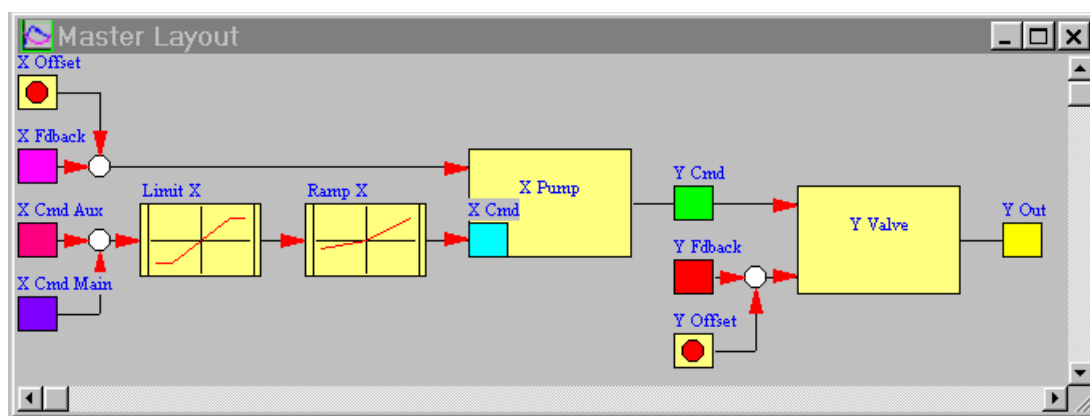 Master Layout
X Offset
X Fdback
X Cmd Aux
X Cmd Main
Limit X
Ramp X
X Pump
X Cmd
Y Cmd
Y Fdback
Y Offset
Y Valve
Y Out